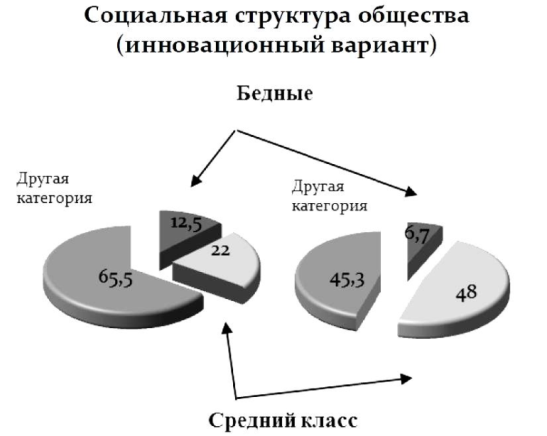 Социальная структура общества
(инновационный вариант)
Бедные
Другая
категория
12,5
22
65,5
Другая
категория
6,7
45,3
48
Средний класс